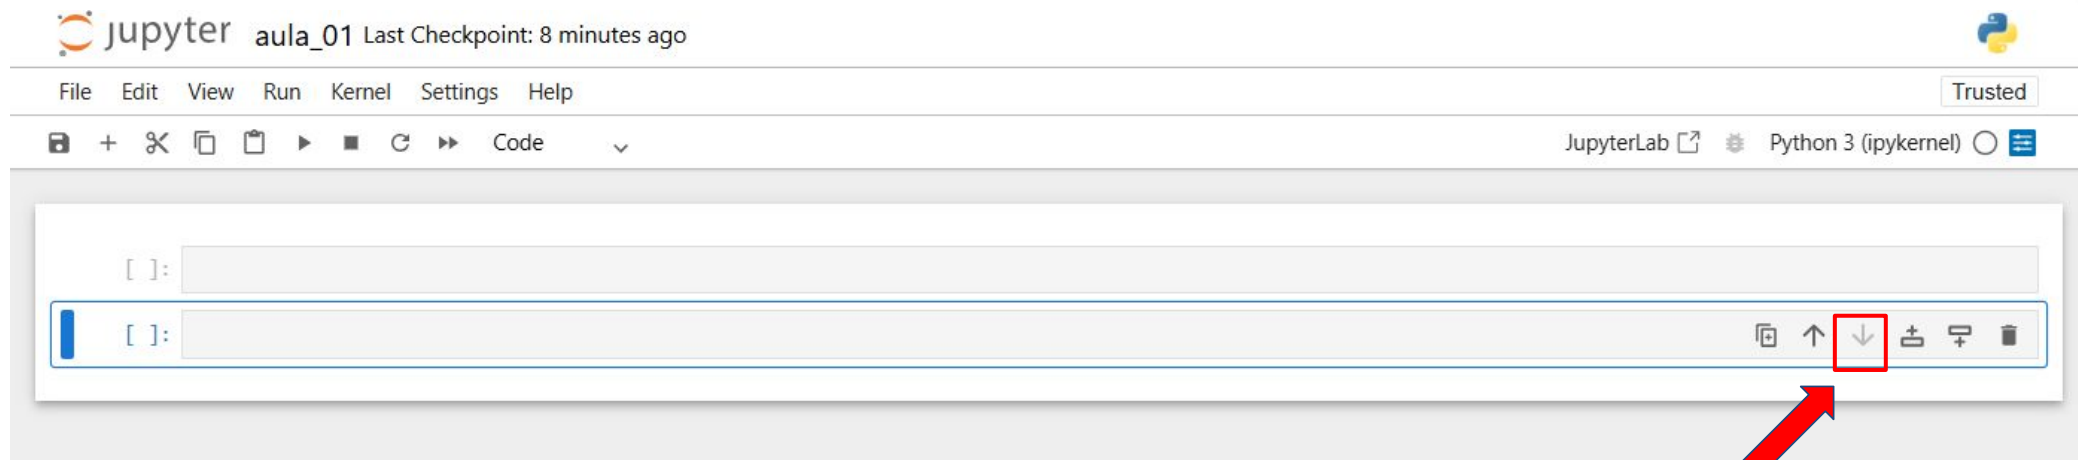 jupyter aula_01 Last Checkpoint: 8 minutes ago
File Edit View Run Kernel Settings Help Trusted
Code JupyterLab Python 3 (ipykernel)
[ ]:
[ ]: